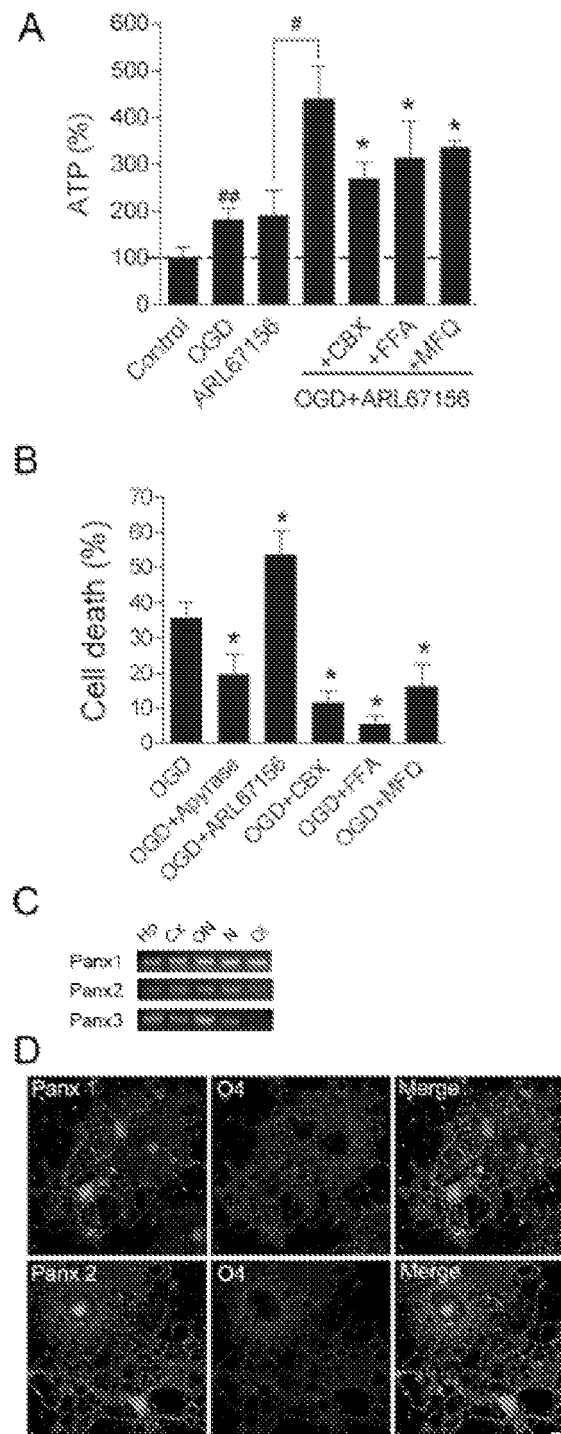 A
600
500
400
300
200
100
0
ATP (%)
#
##
*
*
*
Control
OGD
ARL67156
+CBX
+FFA
+MFQ
OGD+ARL67156
B
70
60
50
40
30
20
10
0
Cell death (%)
*
*
*
*
*
OGD
OGD+Apyrase
OGD+ARL67156
OGD+CBX
OGD+FFA
OGD+MFQ
C
CX
ON
N
Panx1
Panx2
Panx3
D
Panx 1
O4
Merge
Panx 2
O4
Merge